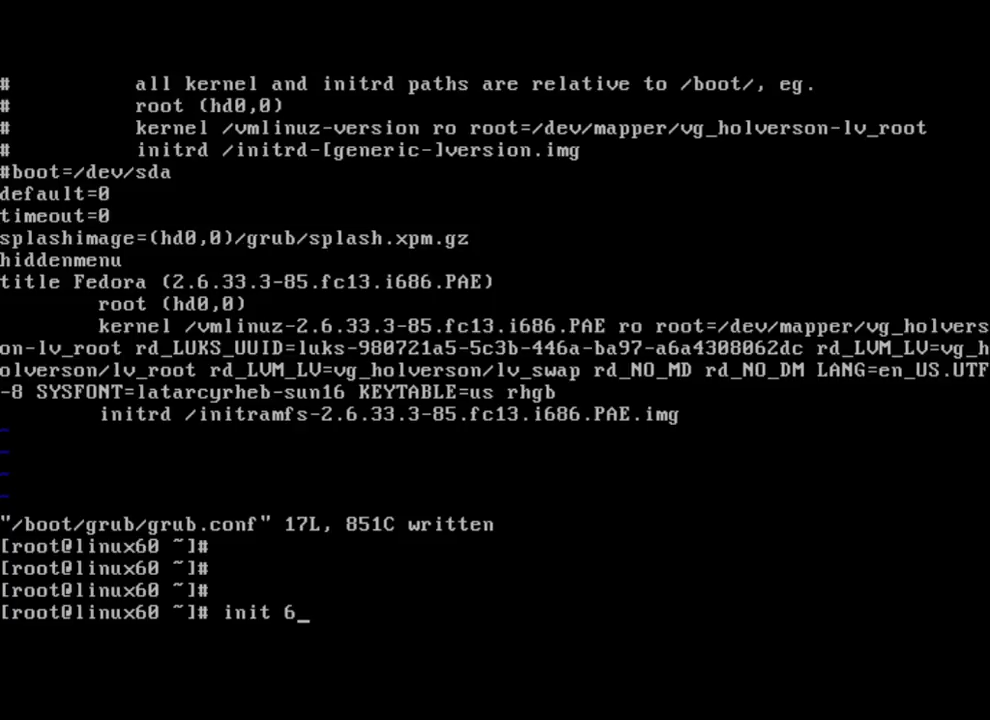 #          all kernel and initrd paths are relative to /boot/, eg.
#          root (hd0,0)
#          kernel /vmlinuz-version ro root=/dev/mapper/vg_holverson-lv_root
#          initrd /initrd-[generic-]version.img
#boot=/dev/sda
default=0
timeout=0
splashimage=(hd0,0)/grub/splash.xpm.gz
hiddenmenu
title Fedora (2.6.33.3-85.fc13.i686.PAE)
        root (hd0,0)
        kernel /vmlinuz-2.6.33.3-85.fc13.i686.PAE ro root=/dev/mapper/vg_holvers
on-lv_root rd_LUKS_UUID=luks-980721a5-5c3b-446a-ba97-a6a4308062dc rd_LVM_LV=vg_h
olverson/lv_root rd_LVM_LV=vg_holverson/lv_swap rd_NO_MD rd_NO_DM LANG=en_US.UTF
-8 SYSFONT=latarcyrheb-sun16 KEYTABLE=us rhgb
        initrd /initramfs-2.6.33.3-85.fc13.i686.PAE.img
~
~
~
~
"/boot/grub/grub.conf" 17L, 851C written
[root@linux60 ~]#
[root@linux60 ~]#
[root@linux60 ~]#
[root@linux60 ~]# init 6_